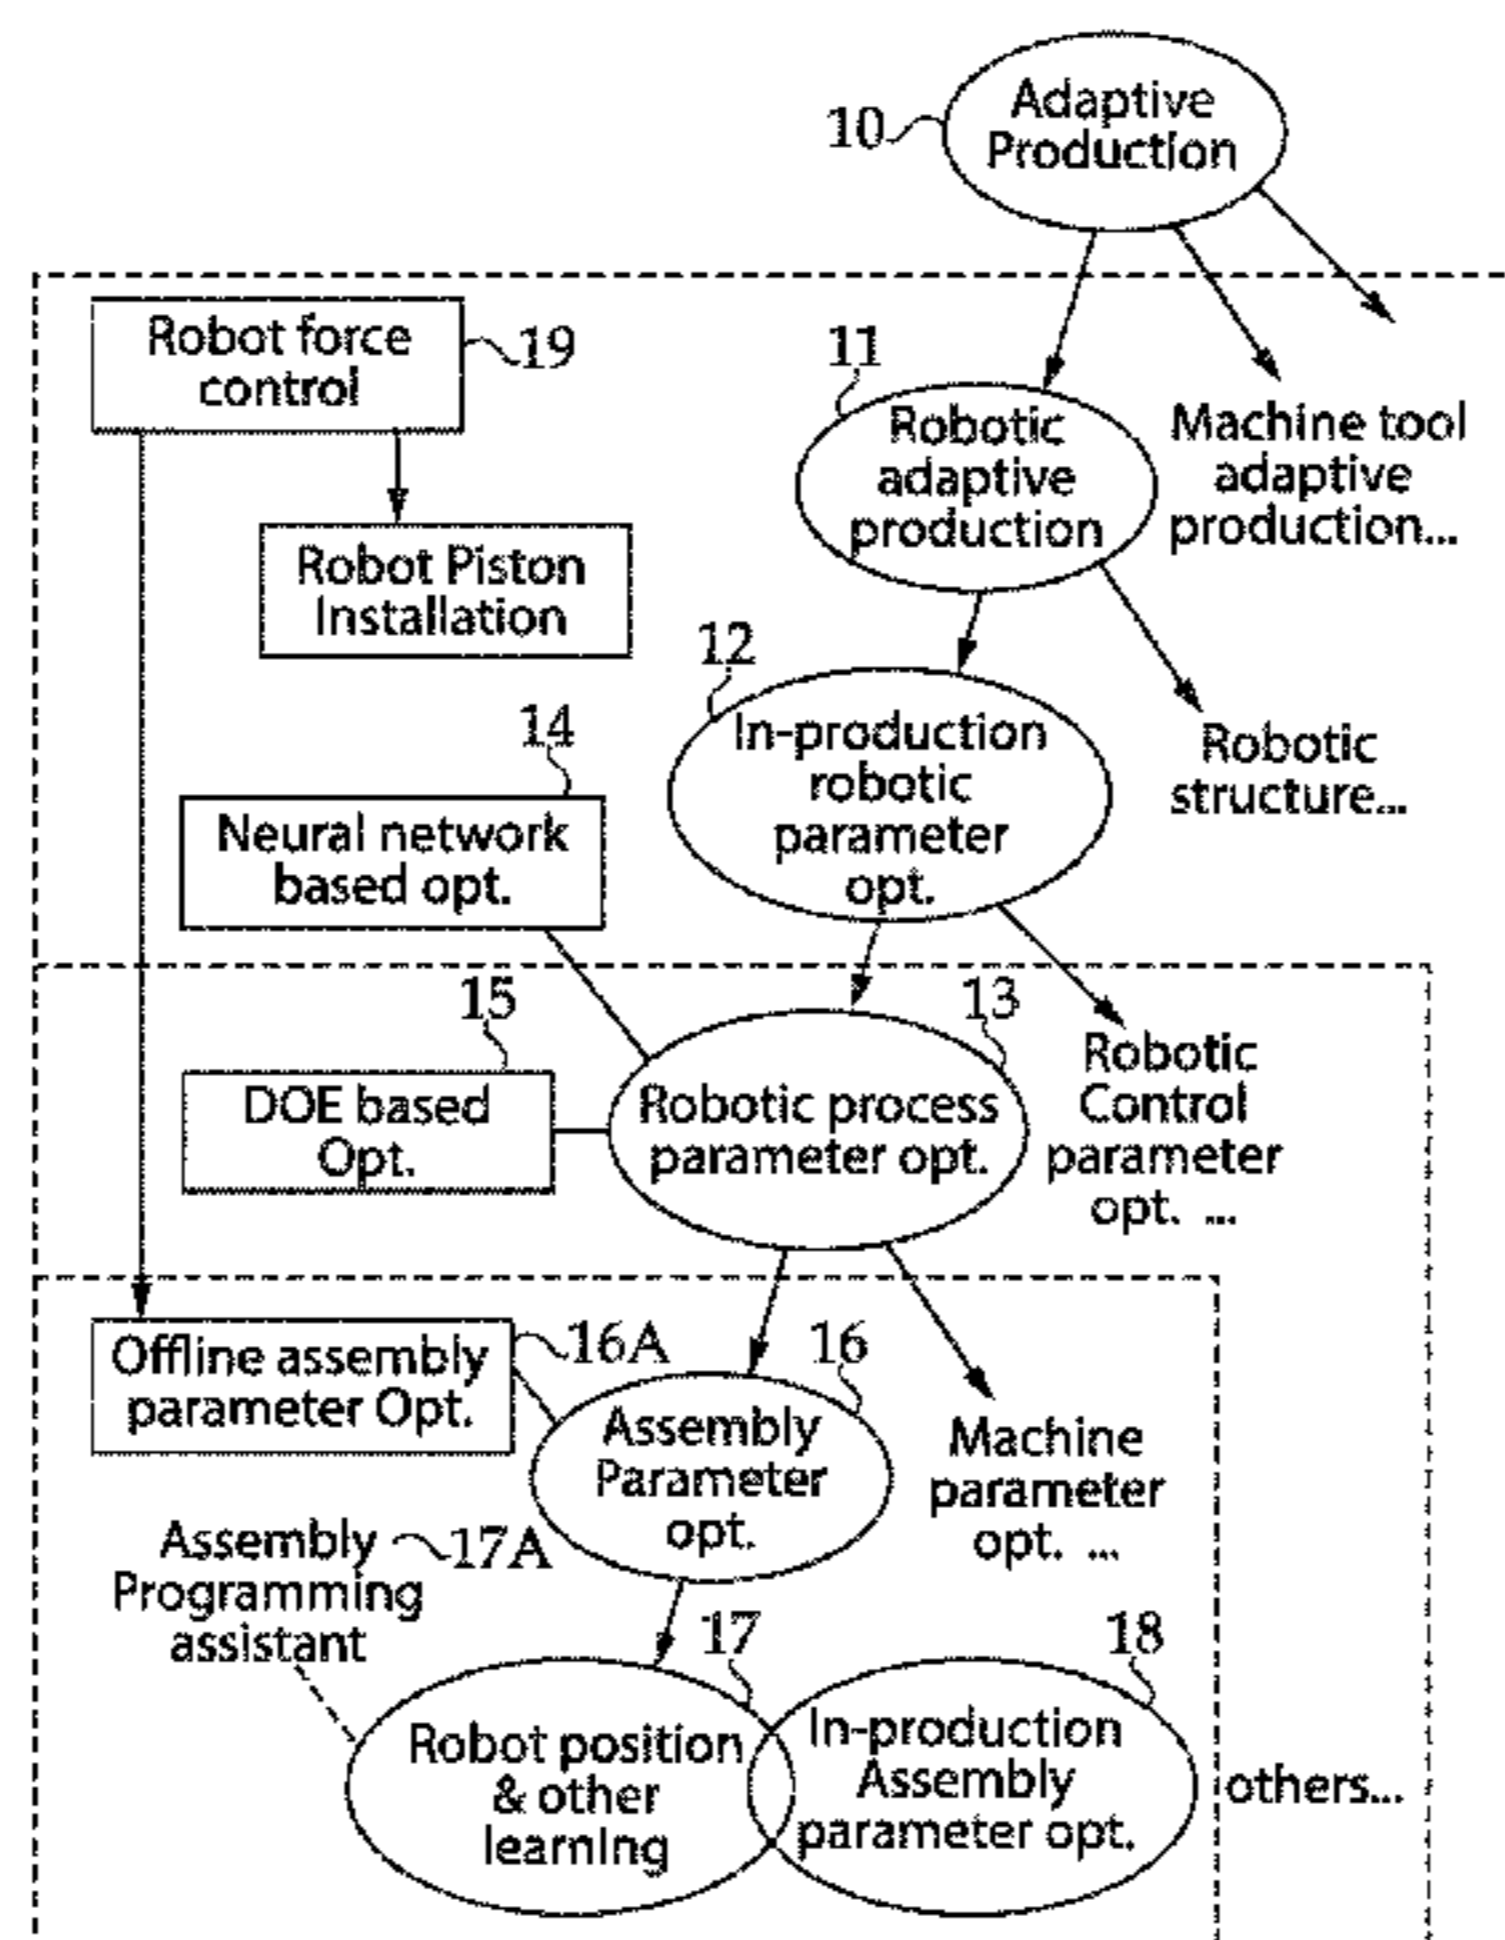 Adaptive
Production
10
Robot force
control
19
11
Robotic
adaptive
production
Machine tool
adaptive
production...
Robot Piston
Installation
12
In-production
robotic
parameter
opt.
Robotic
structure...
14
Neural network
based opt.
15
DOE based
Opt.
13
Robotic process
parameter opt.
Robotic
Control
parameter
opt. ...
Offline assembly
parameter Opt.
16A
16
Assembly
Parameter
opt.
Machine
parameter
opt. ...
Assembly
Programming
assistant
17A
17
Robot position
& other
learning
18
In-production
Assembly
parameter opt.
others...